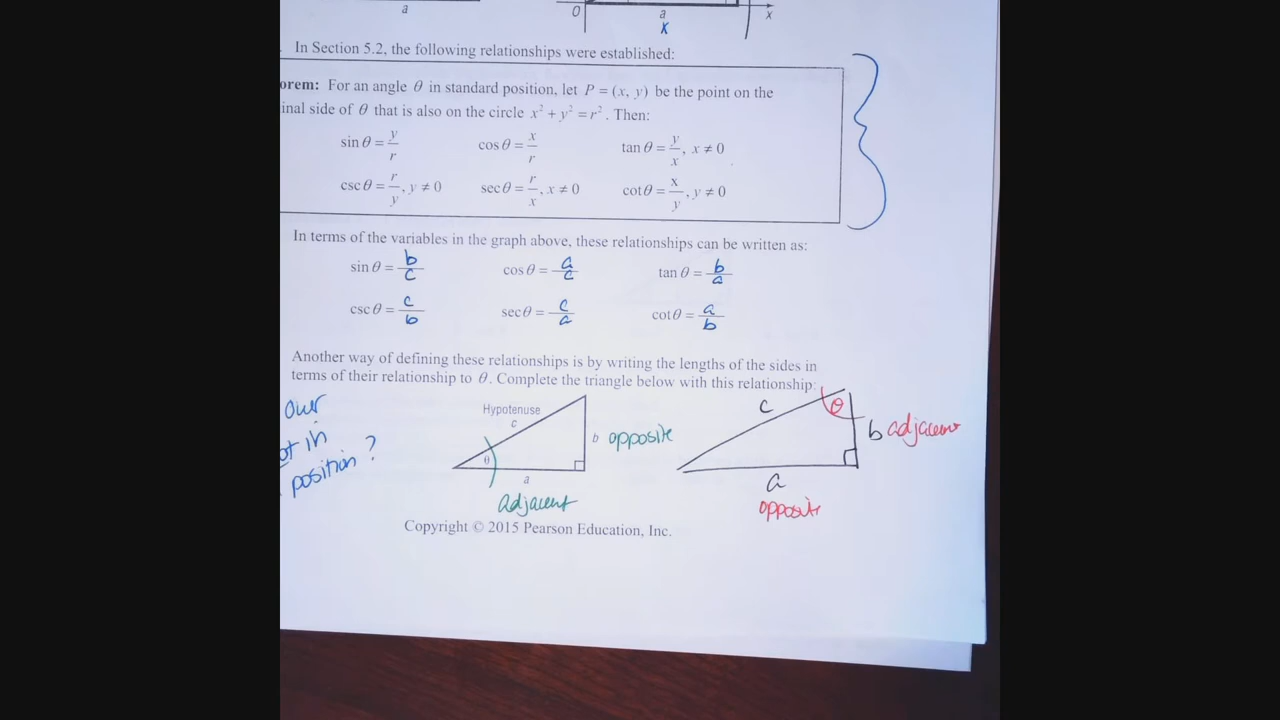 a
O
a
x
x
In Section 5.2, the following relationships were established:
orem: For an angle θ in standard position, let P = (x, y) be the point on the
inal side of θ that is also on the circle x² + y² = r². Then:
sin θ = y/r cos θ = x/r tan θ = y/x, x ≠ 0
csc θ = r/y, y ≠ 0 sec θ = r/x, x ≠ 0 cot θ = x/y, y ≠ 0
In terms of the variables in the graph above, these relationships can be written as:
sin θ = b/c cos θ = a/c tan θ = b/a
csc θ = c/b sec θ = c/a cot θ = a/b
Another way of defining these relationships is by writing the lengths of the sides in
terms of their relationship to θ. Complete the triangle below with this relationship:
our
ot in
position?
Hypotenuse
c
θ
b opposite
a
adjacent
c
θ
b adjacent
a
opposite
Copyright © 2015 Pearson Education, Inc.